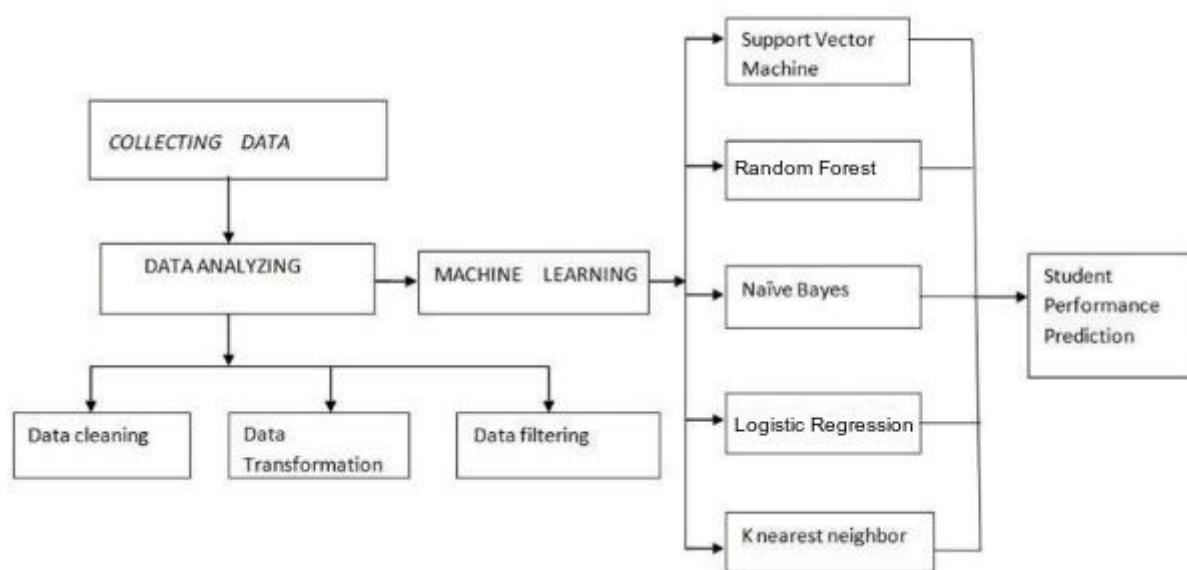 COLLECTING DATA
DATA ANALYZING
Data cleaning
Data
Transformation
Data filtering
MACHINE LEARNING
Support Vector
Machine
Random Forest
Naïve Bayes
Logistic Regression
K nearest neighbor
Student
Performance
Prediction